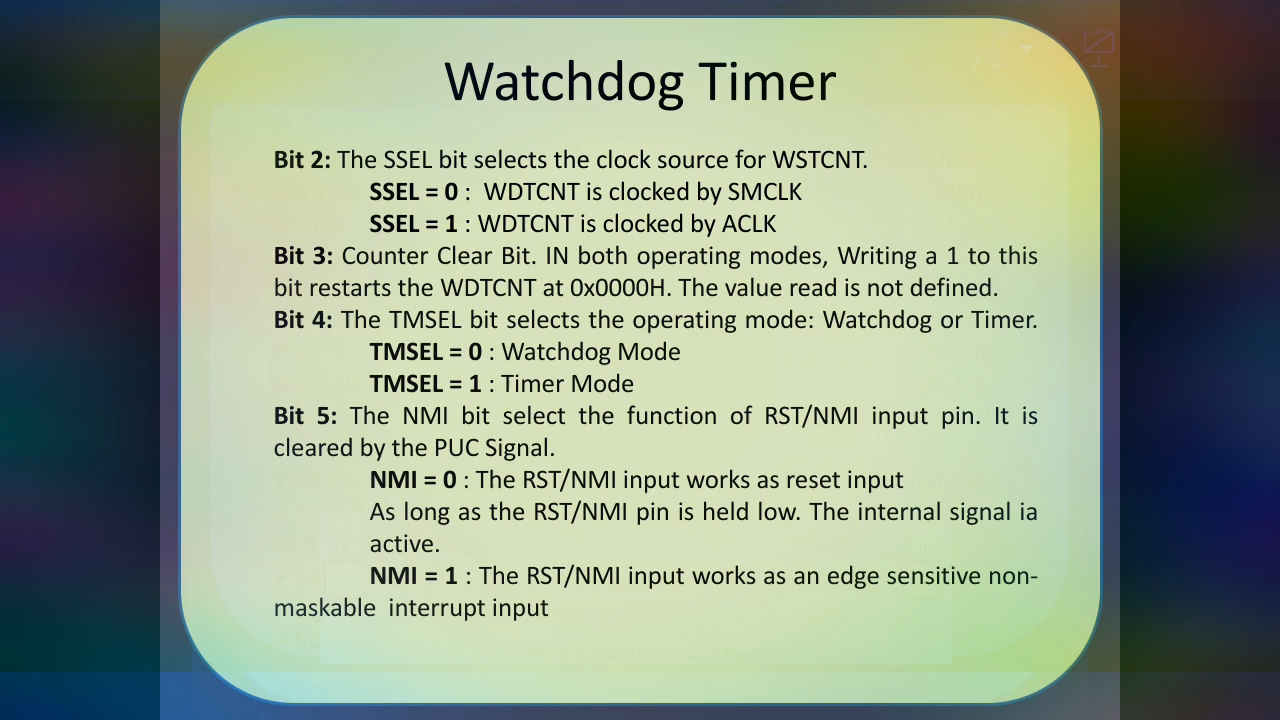 Watchdog Timer
Bit 2: The SSEL bit selects the clock source for WSTCNT.
SSEL = 0 : WDTCNT is clocked by SMCLK
SSEL = 1 : WDTCNT is clocked by ACLK
Bit 3: Counter Clear Bit. IN both operating modes, Writing a 1 to this
bit restarts the WDTCNT at 0x0000H. The value read is not defined.
Bit 4: The TMSEL bit selects the operating mode: Watchdog or Timer.
TMSEL = 0 : Watchdog Mode
TMSEL = 1 : Timer Mode
Bit 5: The NMI bit select the function of RST/NMI input pin. It is
cleared by the PUC Signal.
NMI = 0 : The RST/NMI input works as reset input
As long as the RST/NMI pin is held low. The internal signal ia
active.
NMI = 1 : The RST/NMI input works as an edge sensitive non-
maskable interrupt input